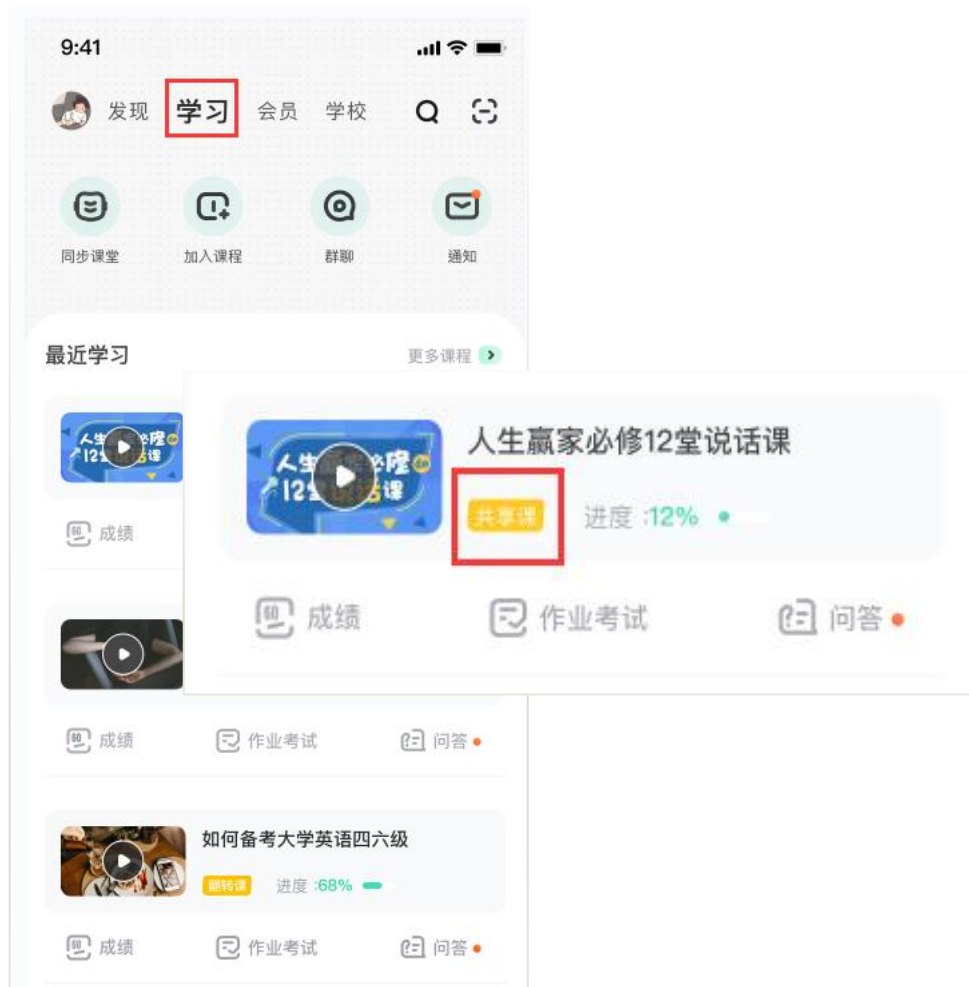 9:41
发现 学习 会员 学校
同步课堂 加入课程 群聊 通知
最近学习 更多课程
人生赢家必修12堂说话课
共享课 进度 :12%
成绩 作业考试 问答
成绩
成绩 作业考试 问答
如何备考大学英语四六级
翻转课 进度 :68%
成绩 作业考试 问答